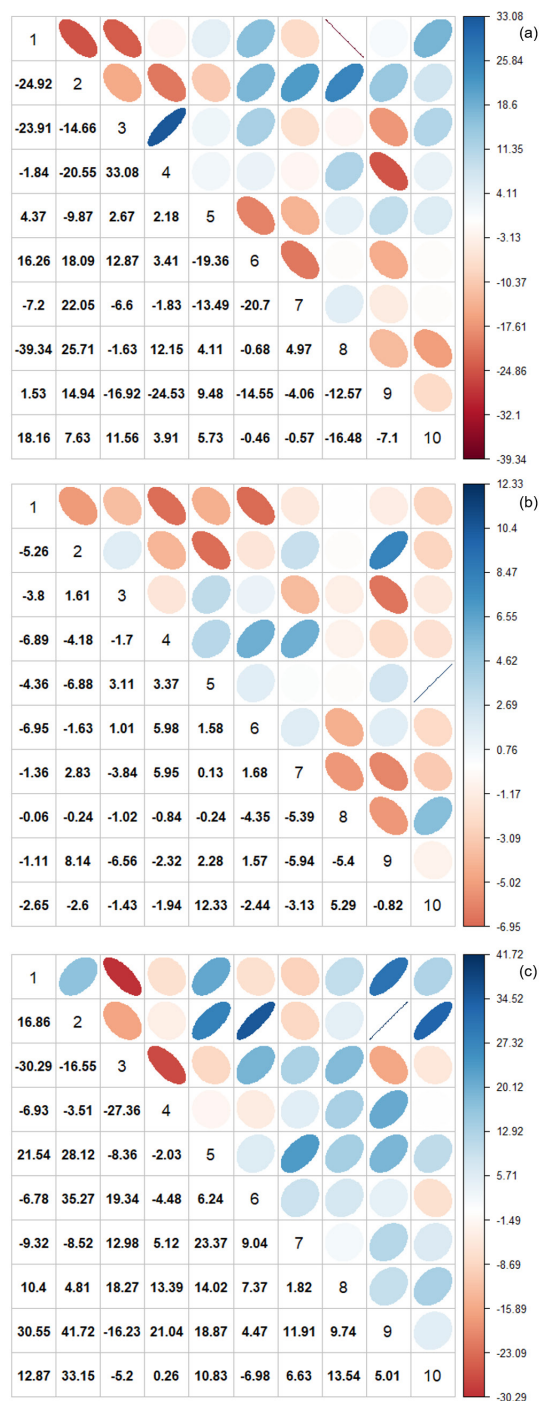 33.08
(a)
1
25.84
-24.92 2
18.6
-23.91 -14.66 3
11.35
-1.84 -20.55 33.08 4
4.11
4.37 -9.87 2.67 2.18 5
-3.13
16.26 18.09 12.87 3.41 -19.36 6
-10.37
-7.2 22.05 -6.6 -1.83 -13.49 -20.7 7
-17.61
-39.34 25.71 -1.63 12.15 4.11 -0.68 4.97 8
-24.86
1.53 14.94 -16.92 -24.53 9.48 -14.55 -4.06 -12.57 9
-32.1
18.16 7.63 11.56 3.91 5.73 -0.46 -0.57 -16.48 -7.1 10
-39.34
12.33
(b)
1
10.4
-5.26 2
8.47
-3.8 1.61 3
6.55
-6.89 -4.18 -1.7 4
4.62
-4.36 -6.88 3.11 3.37 5
2.69
-6.95 -1.63 1.01 5.98 1.58 6
0.76
-1.36 2.83 -3.84 5.95 0.13 1.68 7
-1.17
-0.06 -0.24 -1.02 -0.84 -0.24 -4.35 -5.39 8
-3.09
-1.11 8.14 -6.56 -2.32 2.28 1.57 -5.94 -5.4 9
-5.02
-2.65 -2.6 -1.43 -1.94 12.33 -2.44 -3.13 5.29 -0.82 10
-6.95
41.72
(c)
1
34.52
16.86 2
27.32
-30.29 -16.55 3
20.12
-6.93 -3.51 -27.36 4
12.92
21.54 28.12 -8.36 -2.03 5
5.71
-6.78 35.27 19.34 -4.48 6.24 6
-1.49
-9.32 -8.52 12.98 5.12 23.37 9.04 7
-8.69
10.4 4.81 18.27 13.39 14.02 7.37 1.82 8
-15.89
30.55 41.72 -16.23 21.04 18.87 4.47 11.91 9.74 9
-23.09
12.87 33.15 -5.2 0.26 10.83 -6.98 6.63 13.54 5.01 10
-30.29